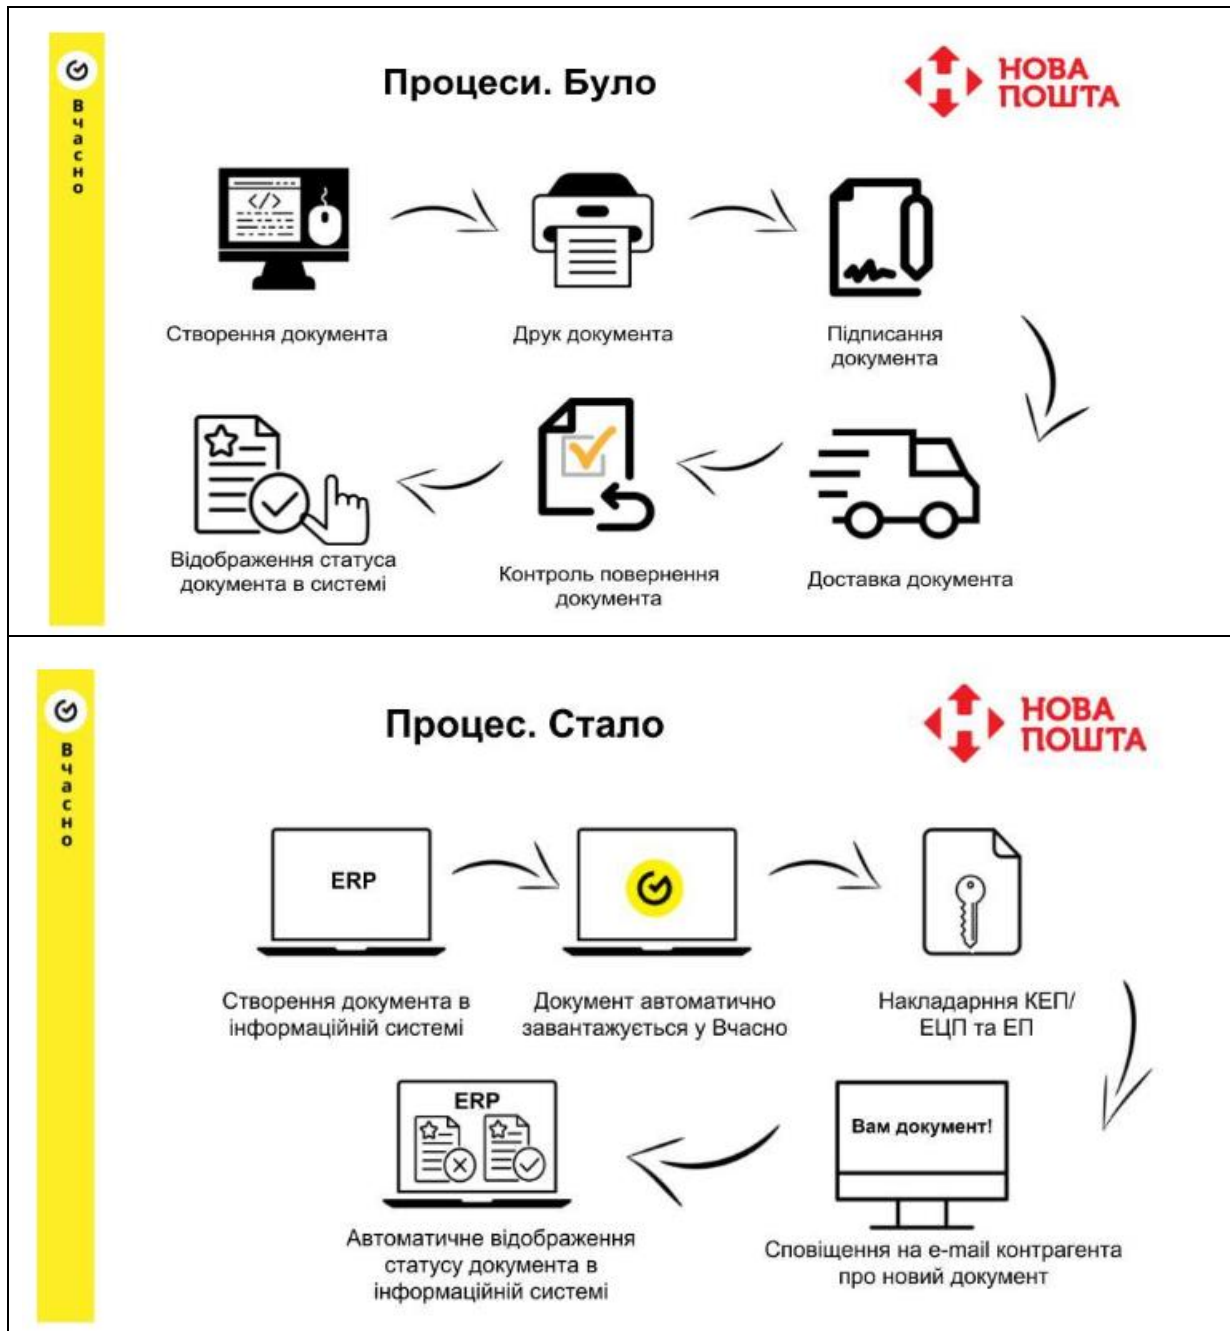 Вчасно
Процеси. Було
НОВА
ПОШТА
</>
Створення документа
Друк документа
Підписання
документа
Відображення статуса
документа в системі
Контроль повернення
документа
Доставка документа
Вчасно
Процес. Стало
НОВА
ПОШТА
ERP
Створення документа в
інформаційній системі
Документ автоматично
завантажується у Вчасно
Накладарння КЕП/
ЕЦП та ЕП
ERP
Вам документ!
Автоматичне відображення
статусу документа в
інформаційній системі
Сповіщення на e-mail контрагента
про новий документ